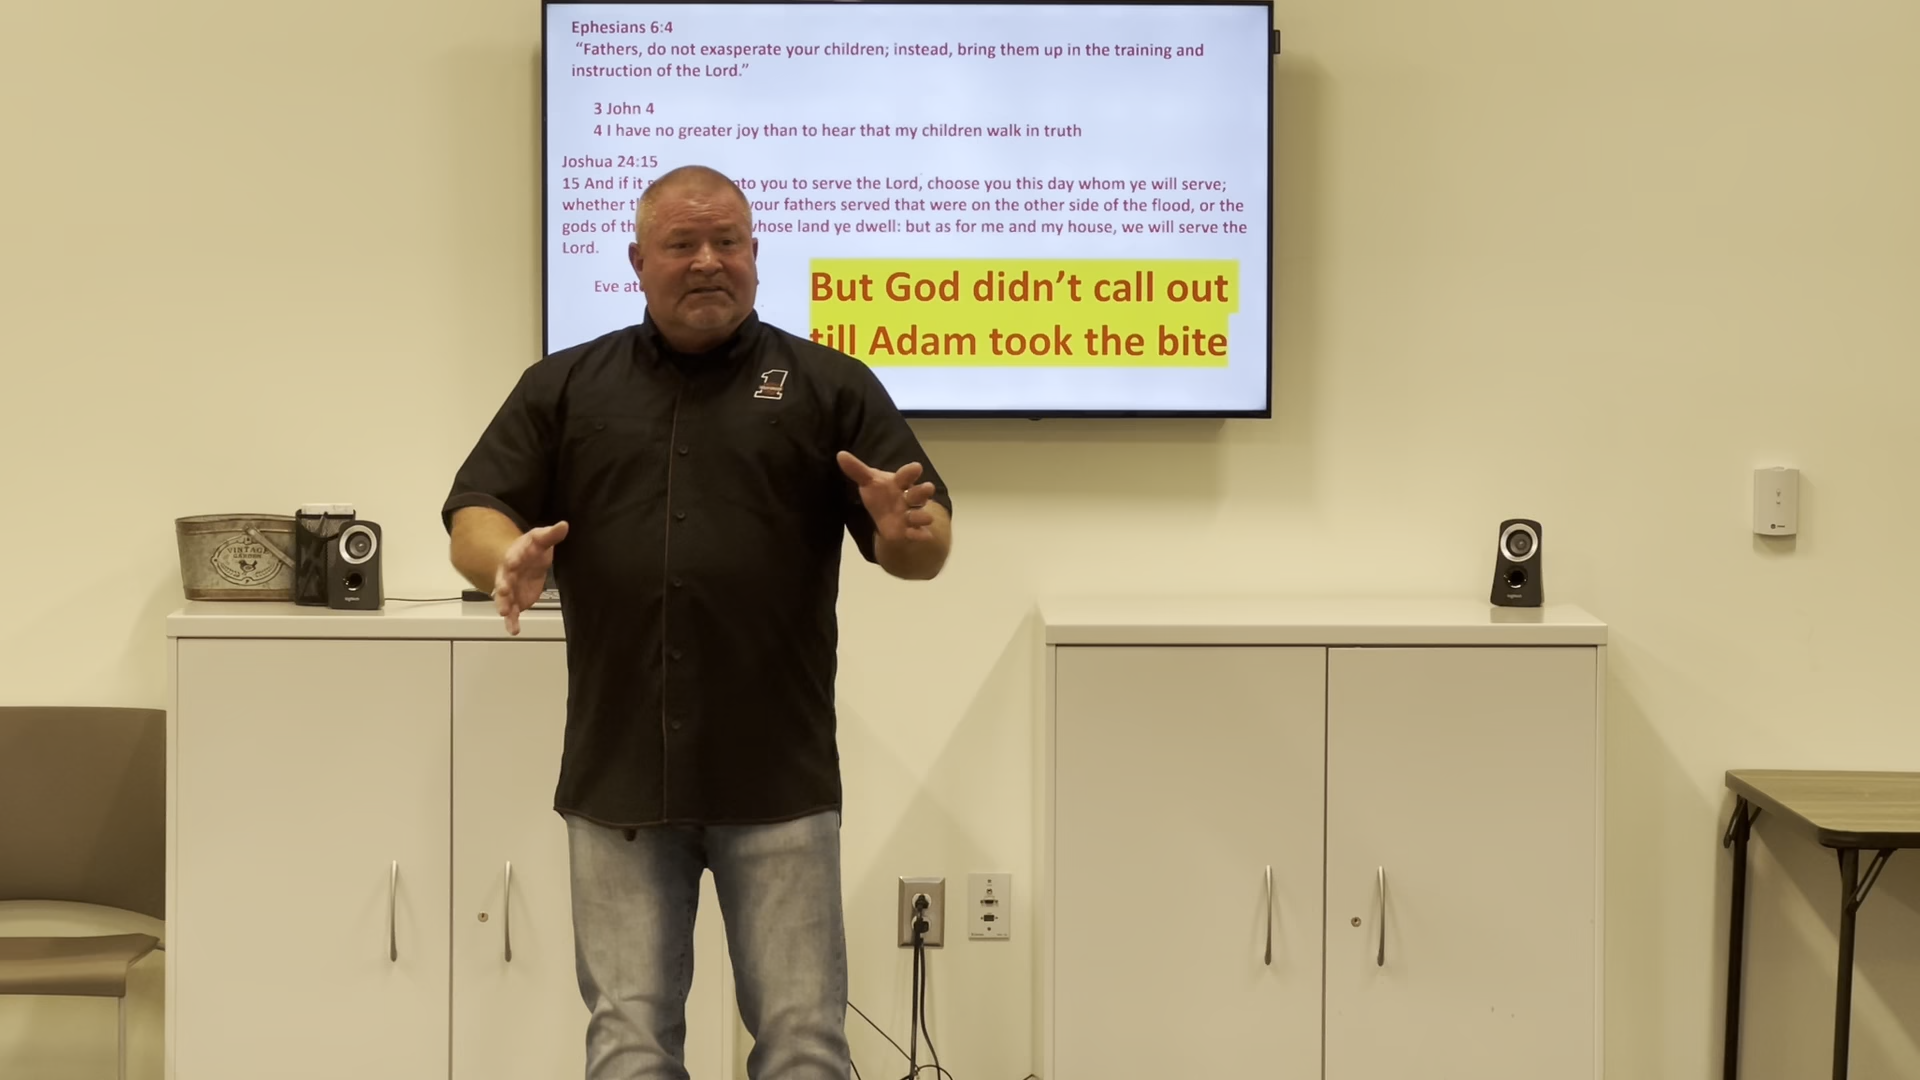 Ephesians 6:4
“Fathers, do not exasperate your children; instead, bring them up in the training and
instruction of the Lord.”
3 John 4
4 I have no greater joy than to hear that my children walk in truth
Joshua 24:15
15 And if it to you to serve the Lord, choose you this day whom ye will serve;
whether your fathers served that were on the other side of the flood, or the
gods of whose land ye dwell: but as for me and my house, we will serve the
Lord.
Eve
But God didn’t call out
till Adam took the bite
1
VINTAGE
GARDEN
logitech
logitech